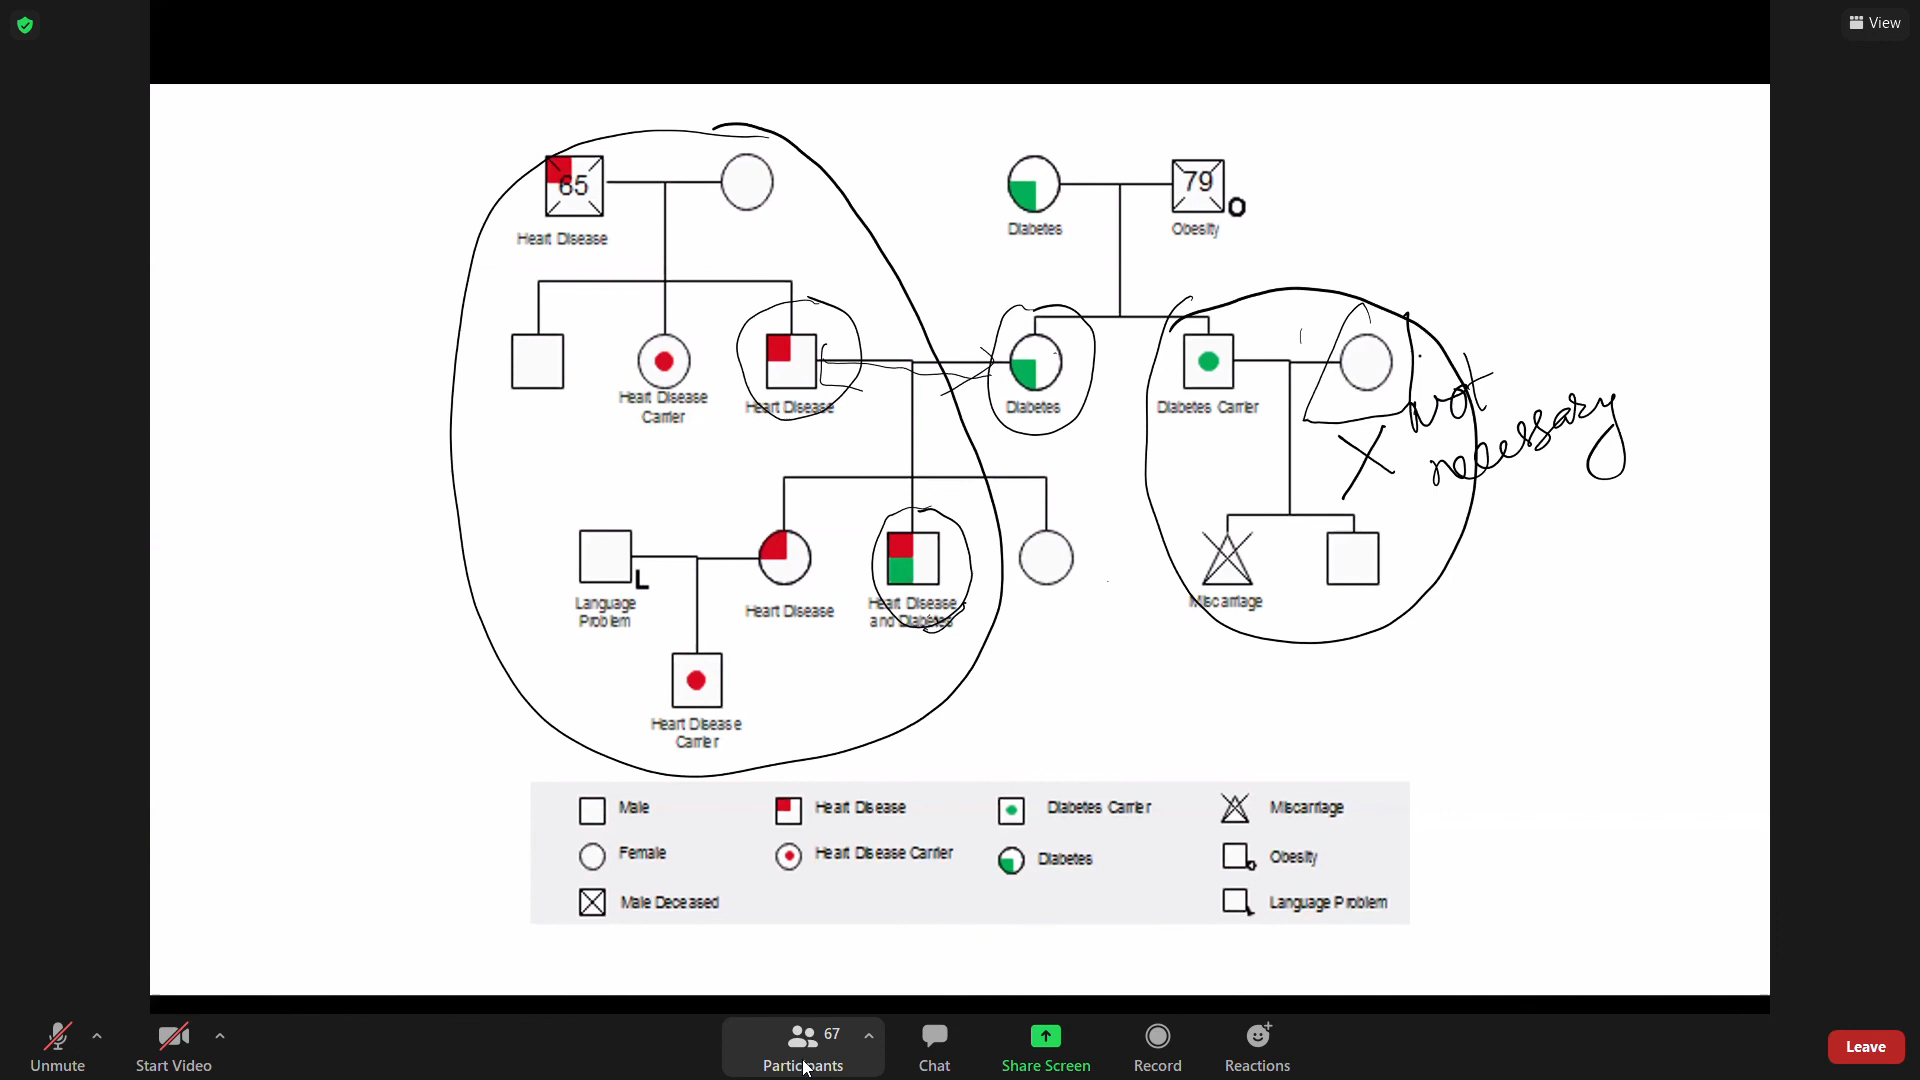 View
65
Heart Disease
Diabetes
79
O
Obesity
Heart Disease
Carrier
Heart Disease
Diabetes
Diabetes Carrier
not
necessary
L
Language
Problem
Heart Disease
Heart Disease
and Diabetes
Miscarriage
Heart Disease
Carrier
Male
Heart Disease
Diabetes Carrier
Miscarriage
Female
Heart Disease Carrier
Diabetes
Obesity
Male Deceased
Language Problem
Unmute
Start Video
67
Participants
Chat
Share Screen
Record
Reactions
Leave